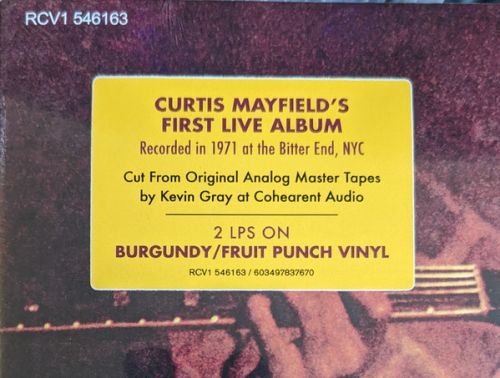 RCV1 546163
CURTIS MAYFIELD'S
FIRST LIVE ALBUM
Recorded in 1971 at the Bitter End, NYC
Cut From Original Analog Master Tapes
by Kevin Gray at Cohearent Audio
2 LPS ON
BURGUNDY/FRUIT PUNCH VINYL
RCV1 546163 / 603497837670